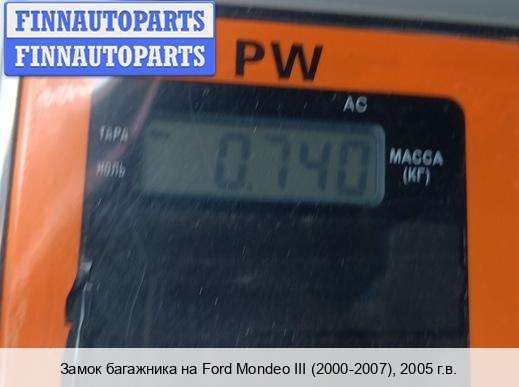 FINNAUTOPARTS
FINNAUTOPARTS
PW
AC
ТАРА
НОЛЬ
0.740
МАССА
(КГ)
Замок багажника на Ford Mondeo III (2000-2007), 2005 г.в.